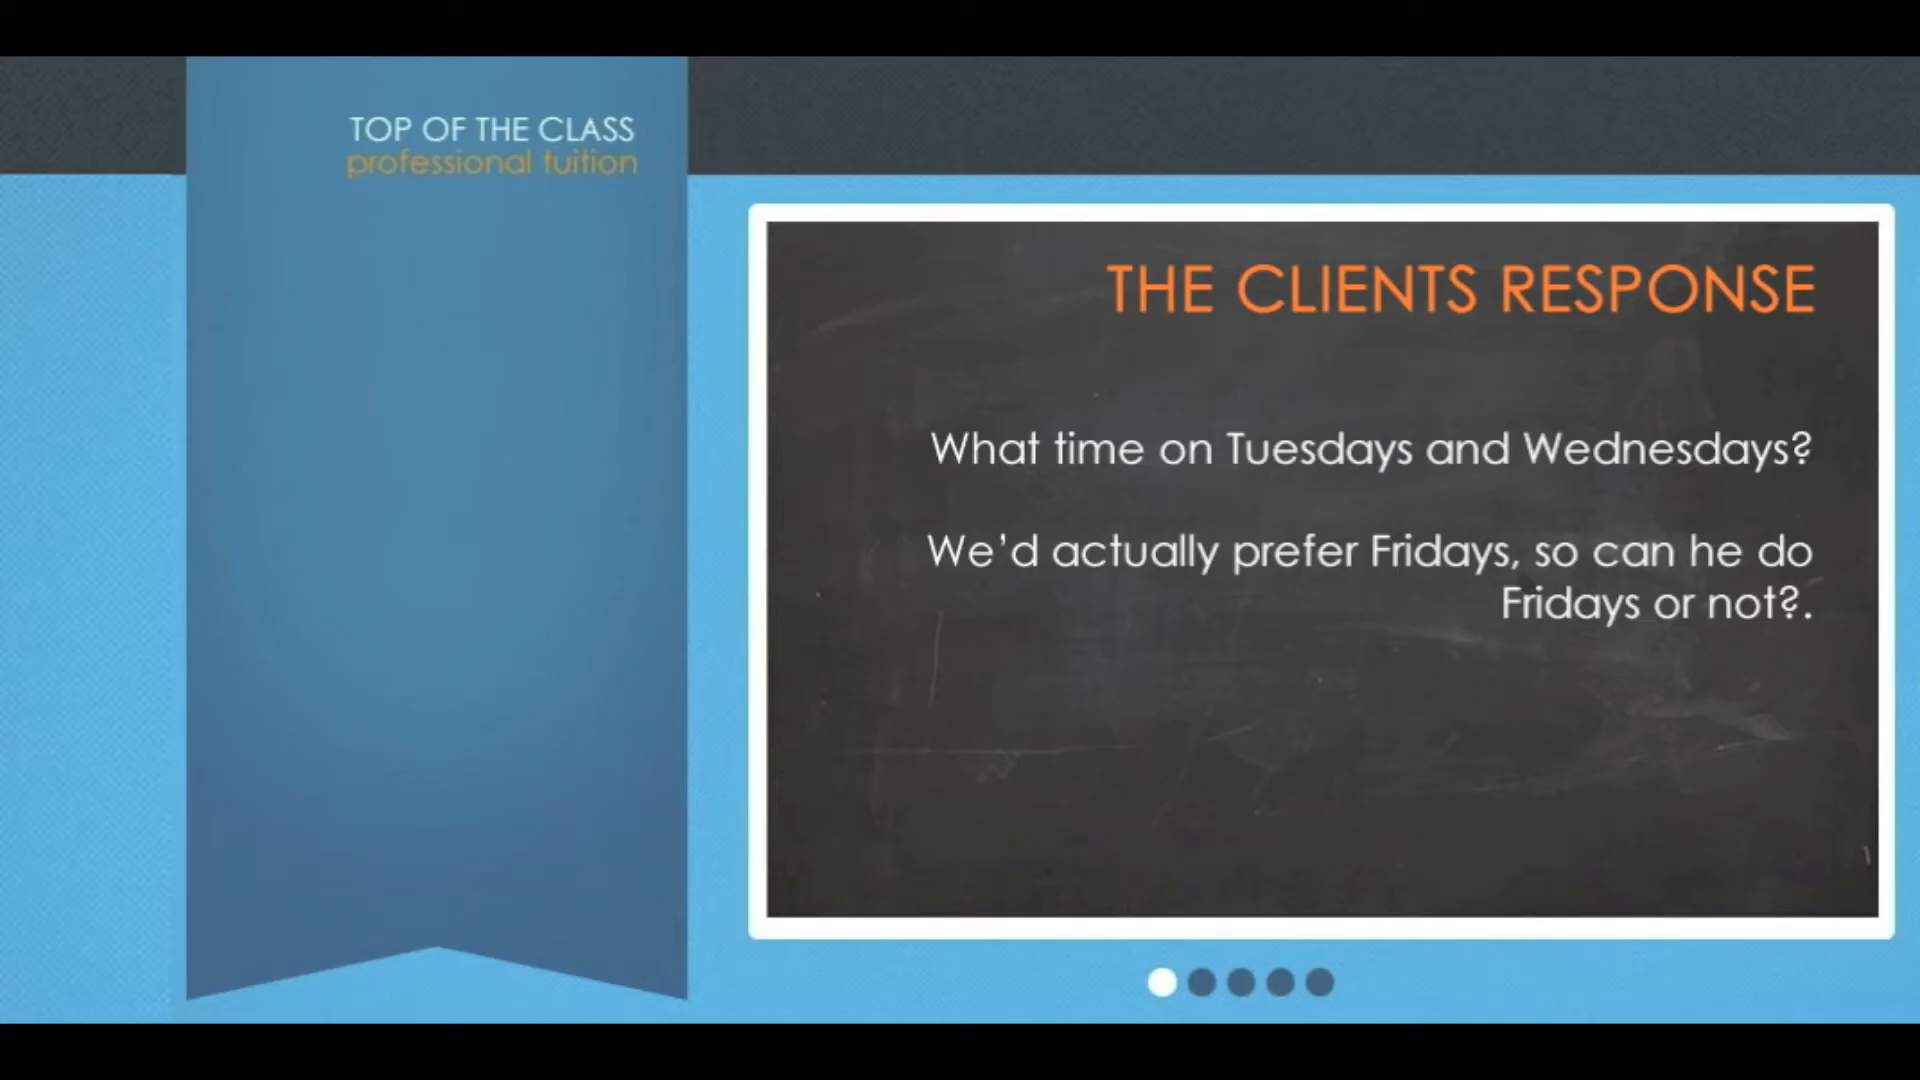 TOP OF THE CLASS
professional tuition
THE CLIENTS RESPONSE
What time on Tuesdays and Wednesdays?
We'd actually prefer Fridays, so can he do
Fridays or not?.